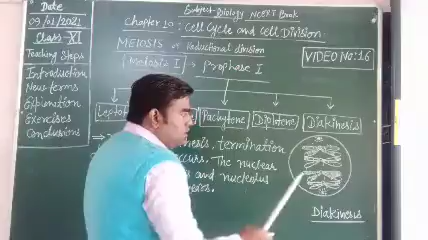 Date
09/01/2021
Class-XI
Teaching Steps
Introduction
New terms
Explanation
Exercises
Conclusions
Subject-Biology NCERT Book
Chapter 10: Cell Cycle and Cell Division
MEIOSIS or Reductional division
VIDEO No:16
Meiosis I → Prophase I
Pachytene
Diplotene
Diakinesis
termination
occurs. The nuclear
and nucleolus
Diakinesis